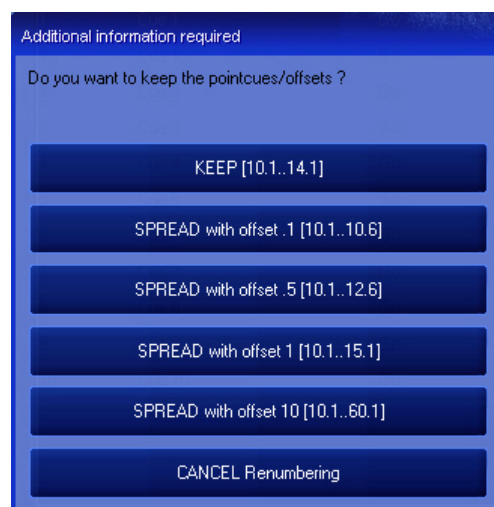 Additional information required
Do you want to keep the pointcues/offsets ?
KEEP [10.1..14.1]
SPREAD with offset .1 [10.1..10.6]
SPREAD with offset .5 [10.1..12.6]
SPREAD with offset 1 [10.1..15.1]
SPREAD with offset 10 [10.1..60.1]
CANCEL Renumbering